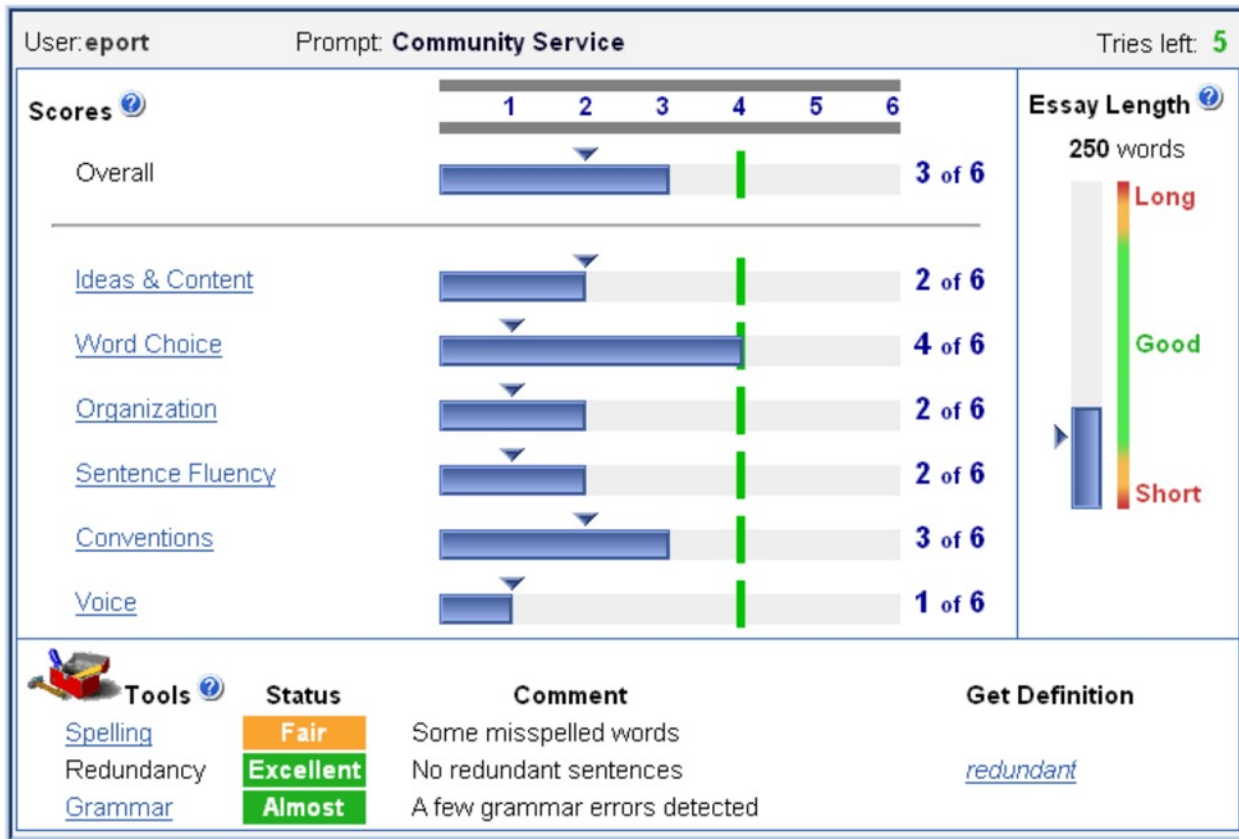 User: eport Prompt: Community Service Tries left: 5
Scores ? 1 2 3 4 5 6 Essay Length ?
250 words
Overall 3 of 6
Long
Ideas & Content 2 of 6
Word Choice 4 of 6 Good
Organization 2 of 6
Sentence Fluency 2 of 6
Short
Conventions 3 of 6
Voice 1 of 6
Tools ? Status Comment Get Definition
Spelling Fair Some misspelled words
Redundancy Excellent No redundant sentences redundant
Grammar Almost A few grammar errors detected